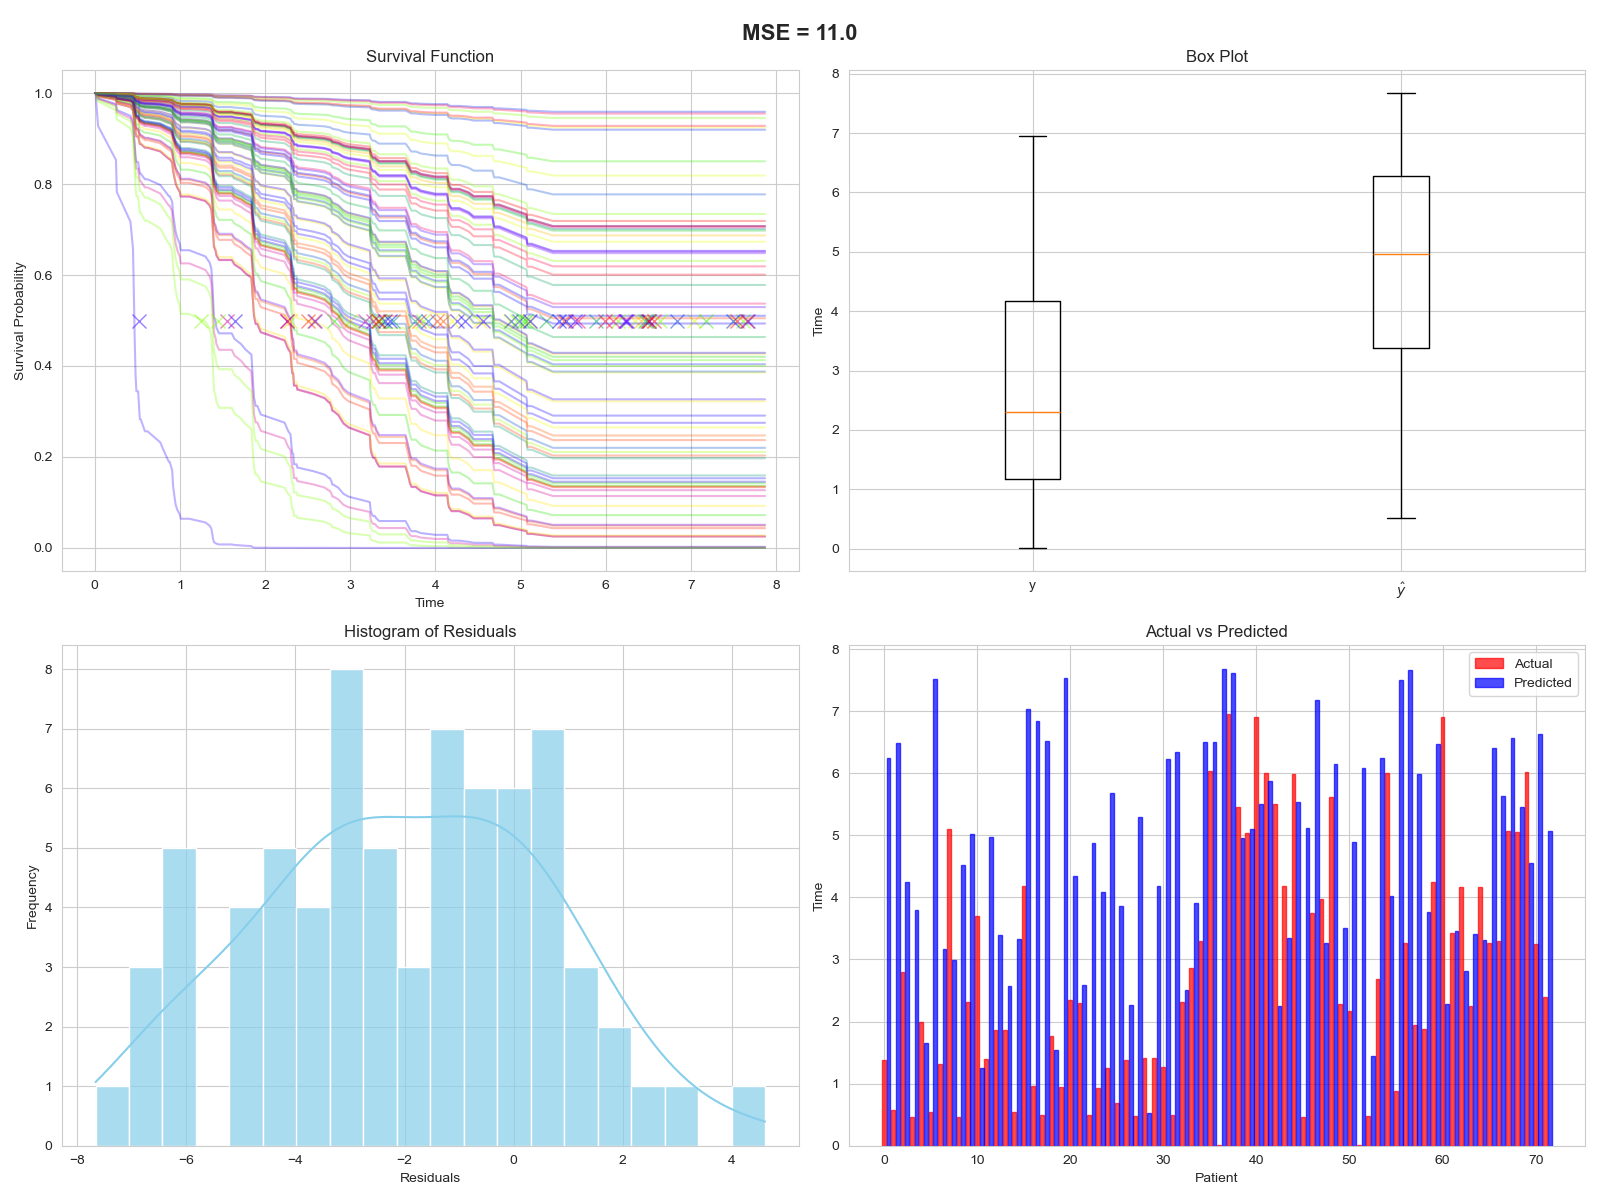 MSE = 11.0
Survival Function
Survival Probability
1.0
0.8
0.6
0.4
0.2
0.0
0 1 2 3 4 5 6 7 8
Time
Box Plot
Time
8
7
6
5
4
3
2
1
0
y ŷ
Histogram of Residuals
Frequency
8
7
6
5
4
3
2
1
0
−8 −6 −4 −2 0 2 4
Residuals
Actual vs Predicted
Actual
Predicted
Time
8
7
6
5
4
3
2
1
0
0 10 20 30 40 50 60 70
Patient